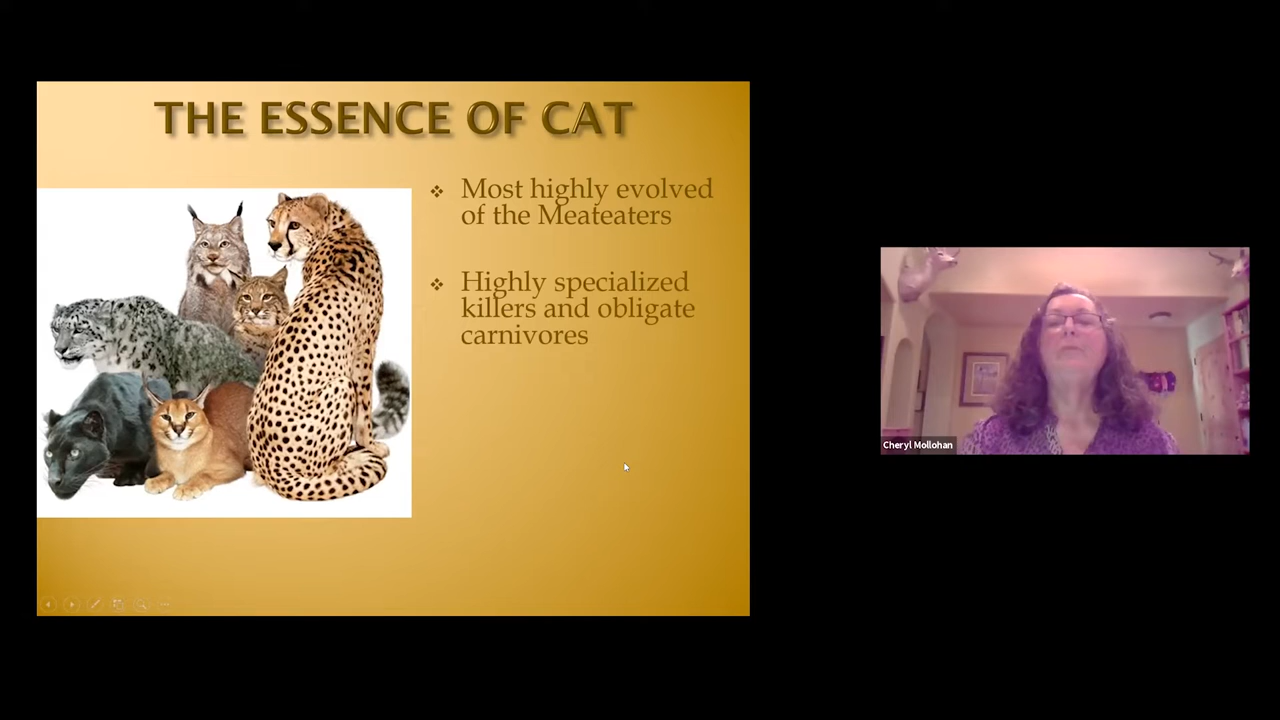 THE ESSENCE OF CAT
Most highly evolved
of the Meateaters
Highly specialized
killers and obligate
carnivores
Cheryl Mollohan